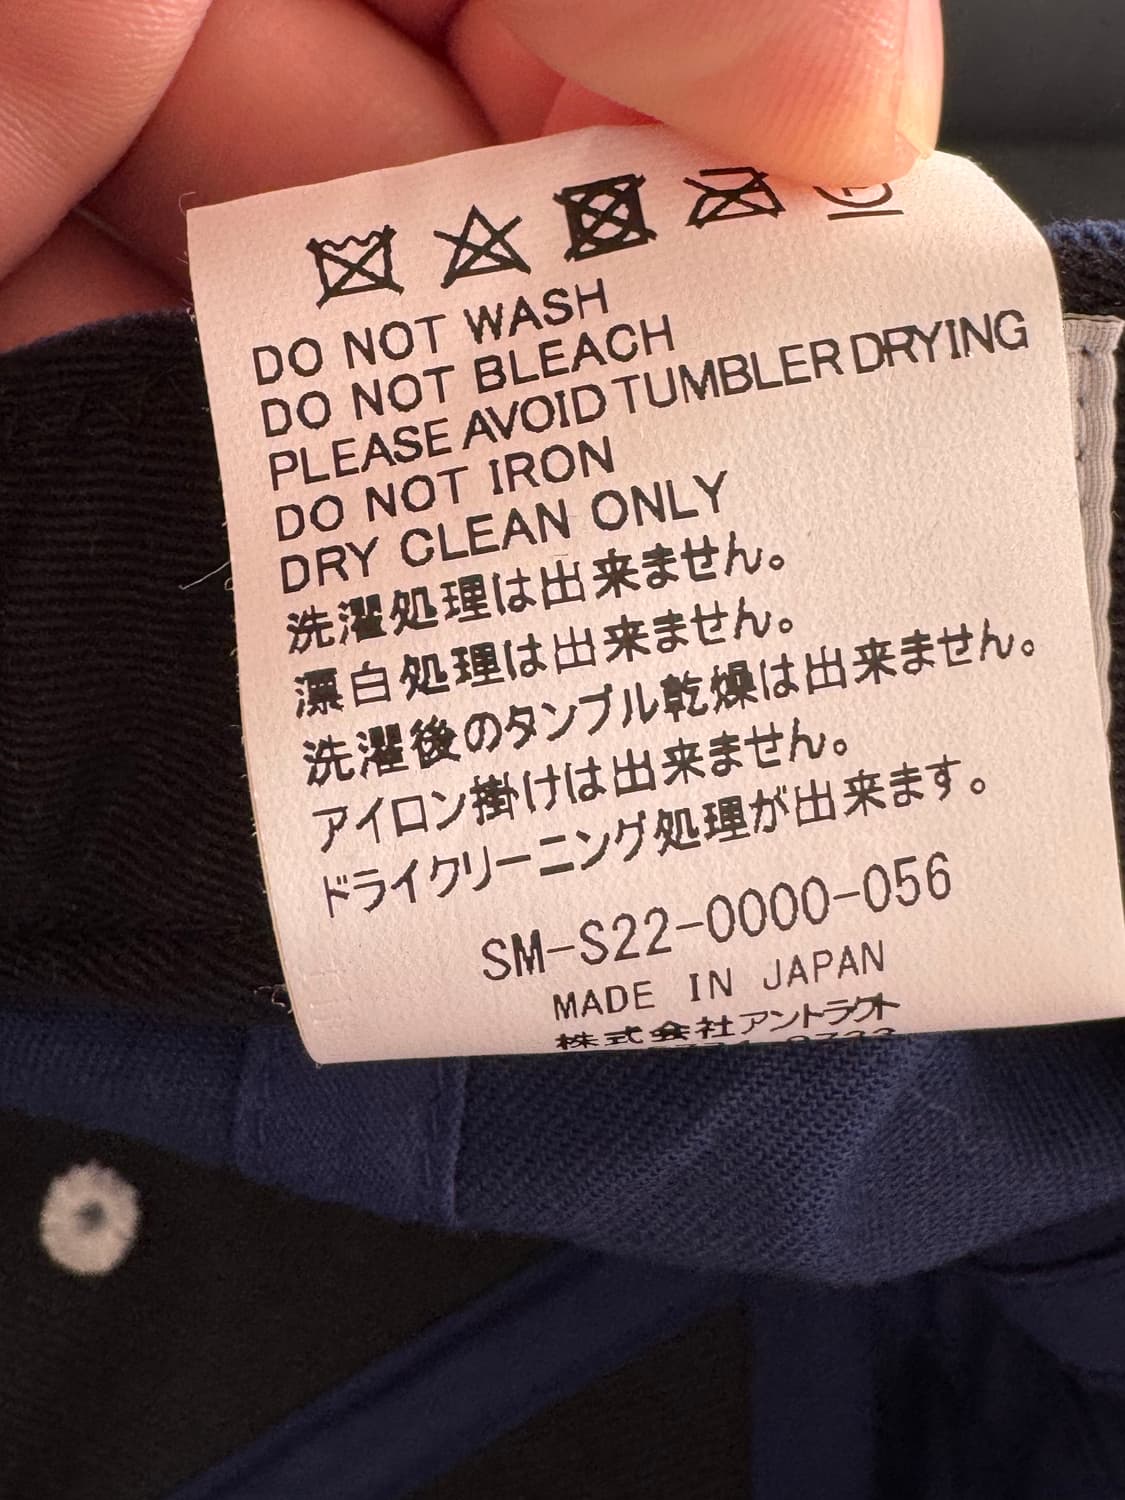 DO NOT WASH
DO NOT BLEACH
PLEASE AVOID TUMBLER DRYING
DO NOT IRON
DRY CLEAN ONLY
洗濯処理は出来ません。
漂白処理は出来ません。
洗濯後のタンブル乾燥は出来ません。
アイロン掛けは出来ません。
ドライクリーニング処理が出来ます。
SM-S22-0000-056
MADE IN JAPAN
株式会社アントラクト